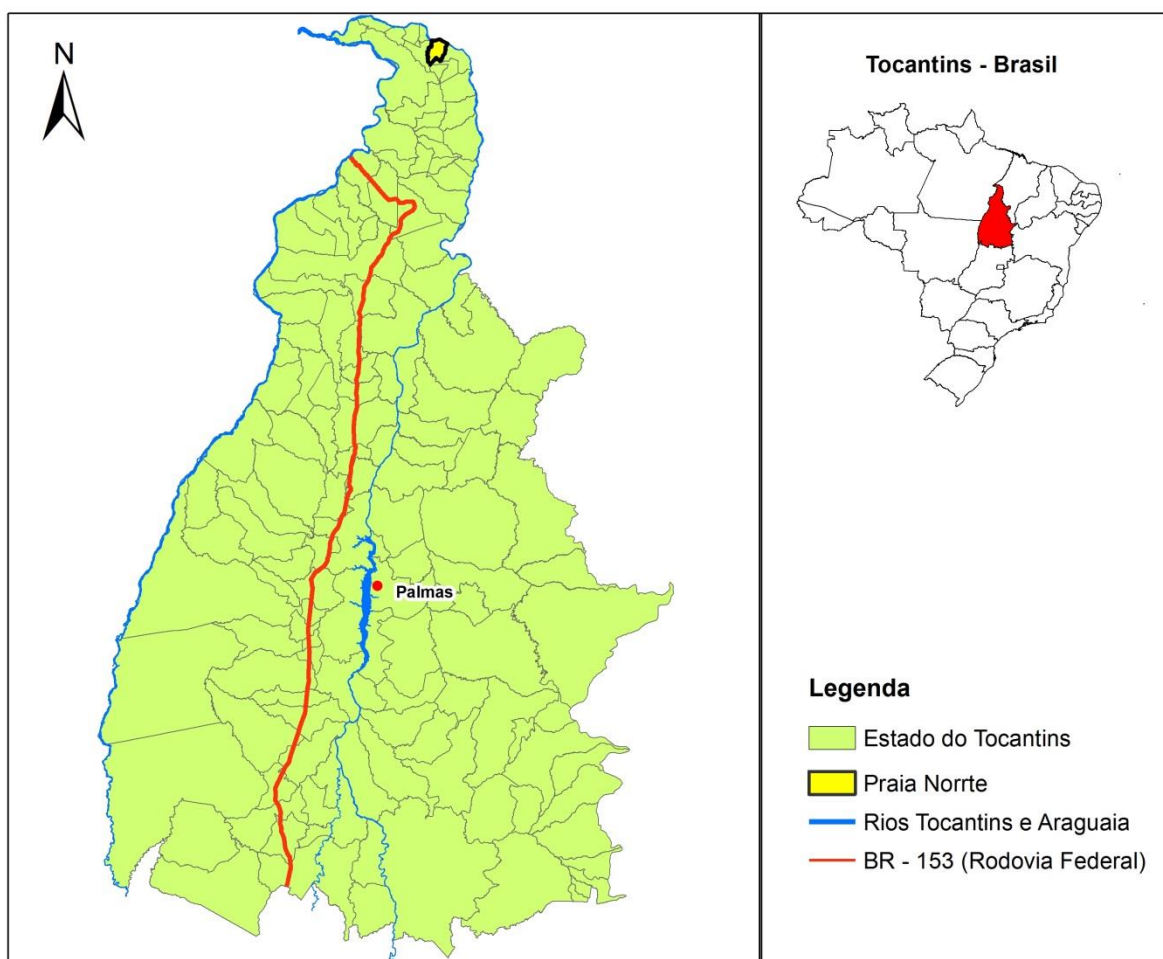 N
Palmas
Tocantins - Brasil
Legenda
Estado do Tocantins
Praia Norrte
Rios Tocantins e Araguaia
BR - 153 (Rodovia Federal)